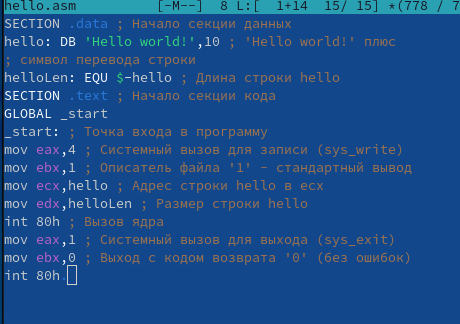 hello.asm [-M--] 8 L:[ 1+14 15/ 15] *(778 / 7
SECTION .data ; Начало секции данных
hello: DB 'Hello world!',10 ; 'Hello world!' плюс
; символ перевода строки
helloLen: EQU $-hello ; Длина строки hello
SECTION .text ; Начало секции кода
GLOBAL _start
_start: ; Точка входа в программу
mov eax,4 ; Системный вызов для записи (sys_write)
mov ebx,1 ; Описатель файла '1' - стандартный вывод
mov ecx,hello ; Адрес строки hello в ecx
mov edx,helloLen ; Размер строки hello
int 80h ; Вызов ядра
mov eax,1 ; Системный вызов для выхода (sys_exit)
mov ebx,0 ; Выход с кодом возврата '0' (без ошибок)
int 80h